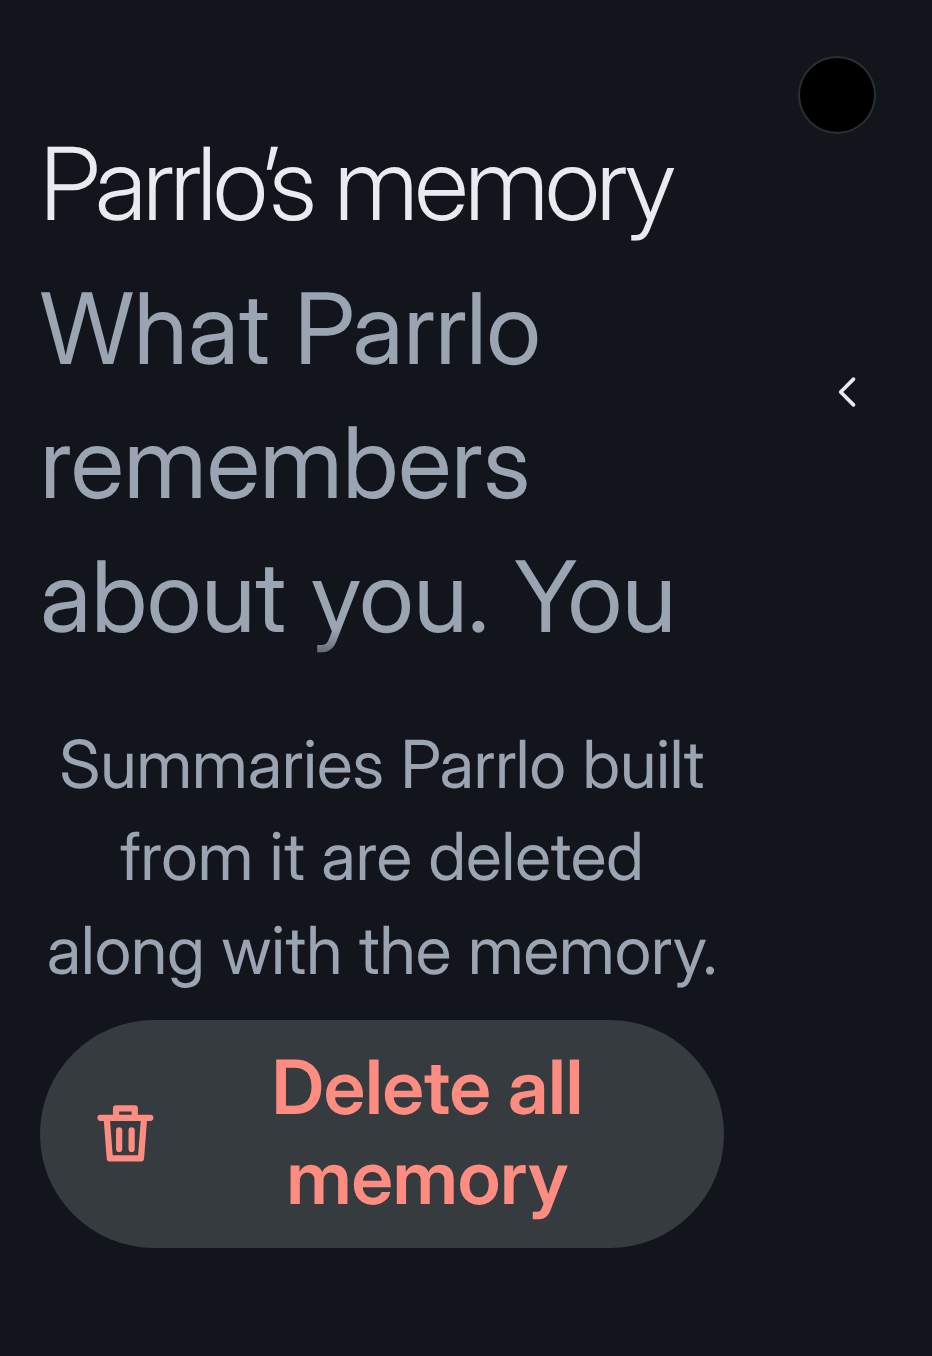 Parrlo’s memory
What Parrlo
remembers
about you. You
Summaries Parrlo built
from it are deleted
along with the memory.
Delete all
memory